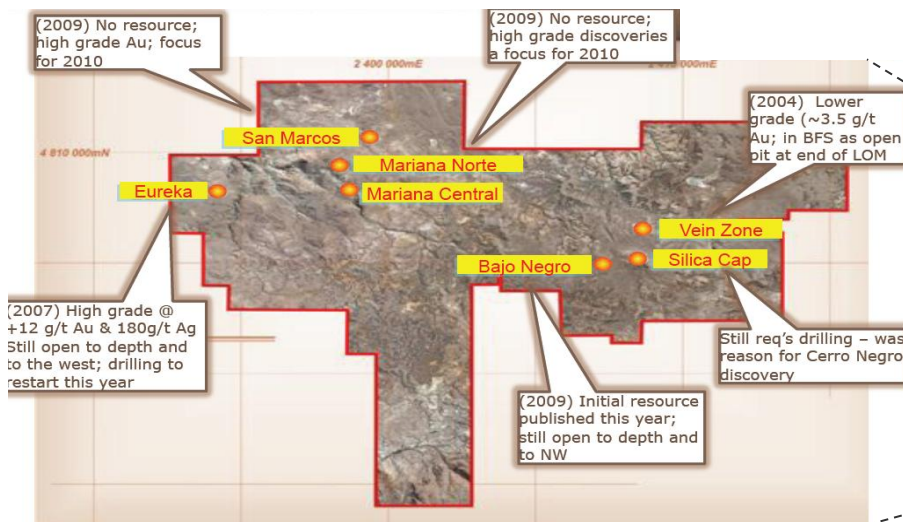 (2009) No resource;
high grade Au; focus
for 2010
(2009) No resource;
high grade discoveries
a focus for 2010
2 400 000mE
(2004) Lower
grade (~3.5 g/t
Au; in BFS as open
pit at end of LOM
4 810 000mN
San Marcos
Mariana Norte
Eureka
Mariana Central
Vein Zone
Bajo Negro
Silica Cap
(2007) High grade @
+12 g/t Au & 180g/t Ag
Still open to depth and
to the west; drilling to
restart this year
Still req's drilling – was
reason for Cerro Negro
discovery
(2009) Initial resource
published this year;
still open to depth and
to NW